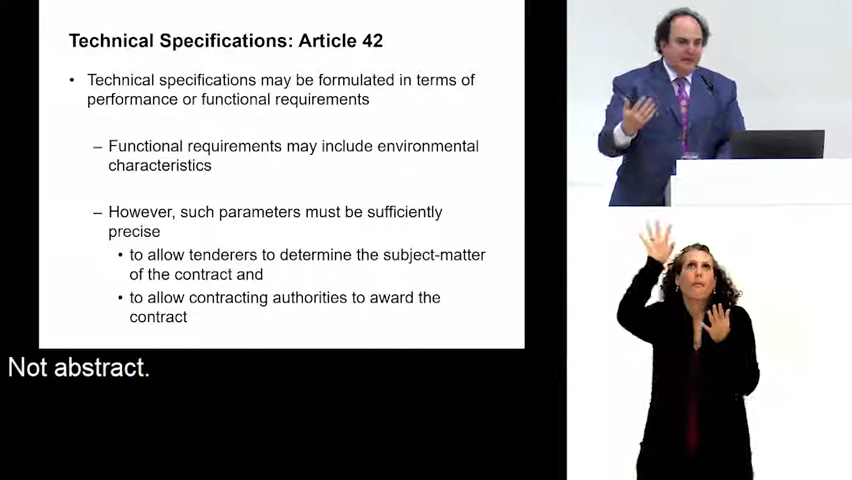 Technical Specifications: Article 42
• Technical specifications may be formulated in terms of
performance or functional requirements
– Functional requirements may include environmental
characteristics
– However, such parameters must be sufficiently
precise
• to allow tenderers to determine the subject-matter
of the contract and
• to allow contracting authorities to award the
contract
Not abstract.